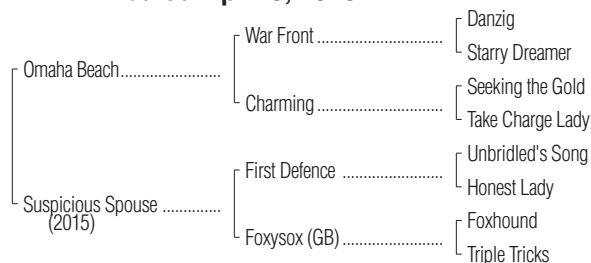 Danzig
War Front
Starry Dreamer
Omaha Beach
Seeking the Gold
Charming
Take Charge Lady
Unbridled's Song
First Defence
Honest Lady
Suspicious Spouse
(2015)
Foxhound
Foxysox (GB)
Triple Tricks